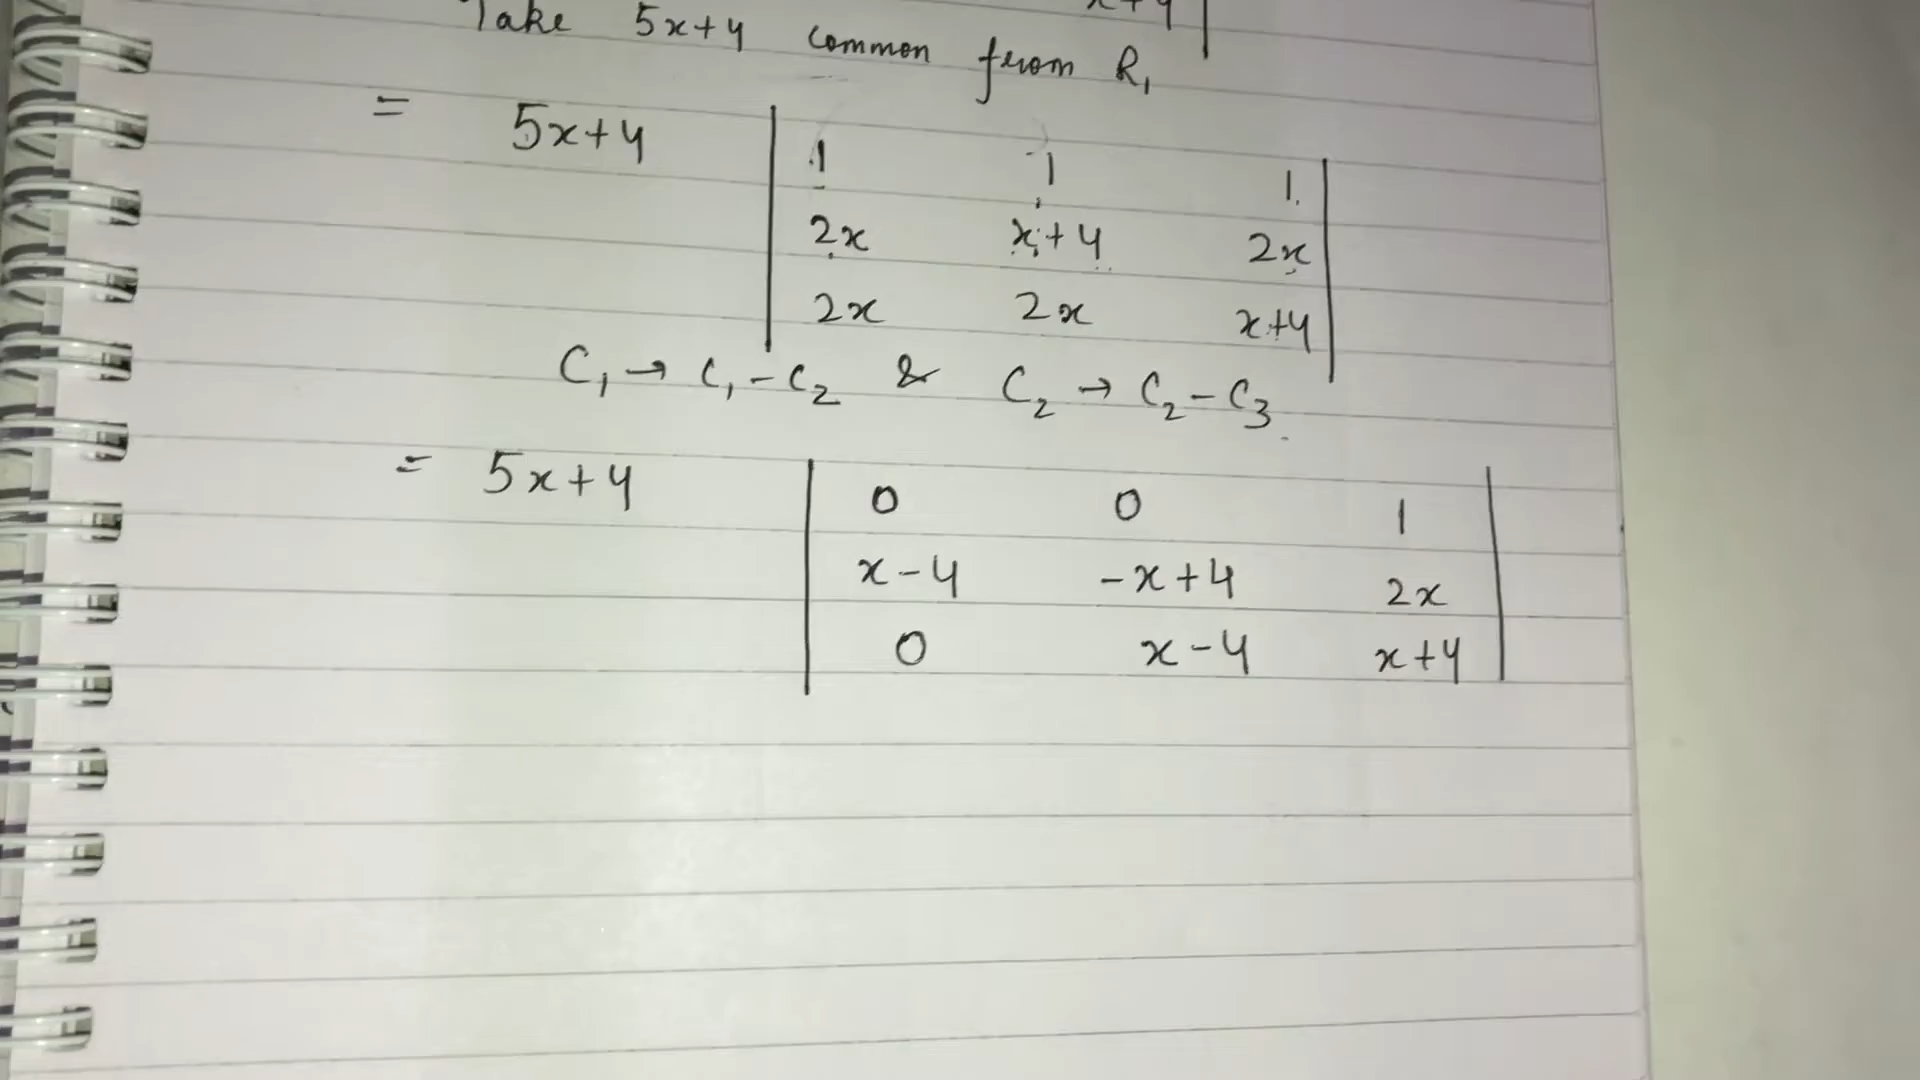 x+4 |
Take 5x+4 common from R₁
= 5x+4 | 1 1 1 |
2x x+4 2x
2x 2x x+4
C₁ → C₁-C₂ & C₂ → C₂-C₃
= 5x+4 | 0 0 1 |
x-4 -x+4 2x
0 x-4 x+4